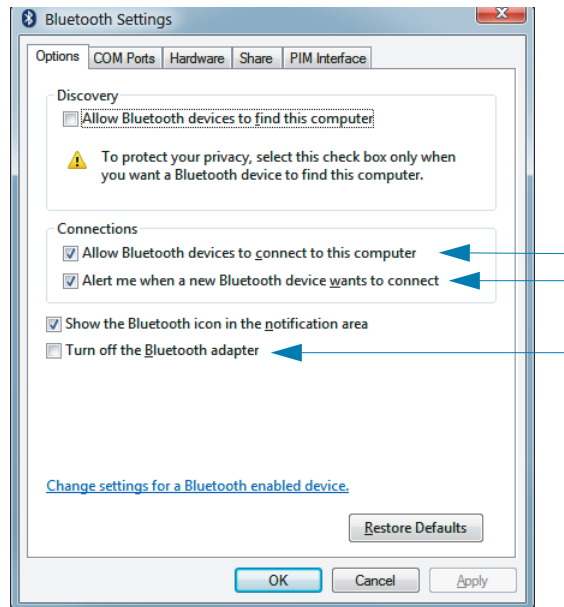 Bluetooth Settings
Options COM Ports Hardware Share PIM Interface
Discovery
Allow Bluetooth devices to find this computer
To protect your privacy, select this check box only when
you want a Bluetooth device to find this computer.
Connections
Allow Bluetooth devices to connect to this computer
Alert me when a new Bluetooth device wants to connect
Show the Bluetooth icon in the notification area
Turn off the Bluetooth adapter
Change settings for a Bluetooth enabled device.
Restore Defaults
OK Cancel Apply